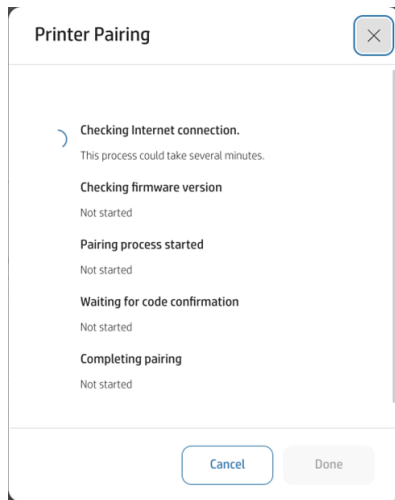 Printer Pairing
Checking Internet connection.
This process could take several minutes.
Checking firmware version
Not started
Pairing process started
Not started
Waiting for code confirmation
Not started
Completing pairing
Not started
Cancel Done